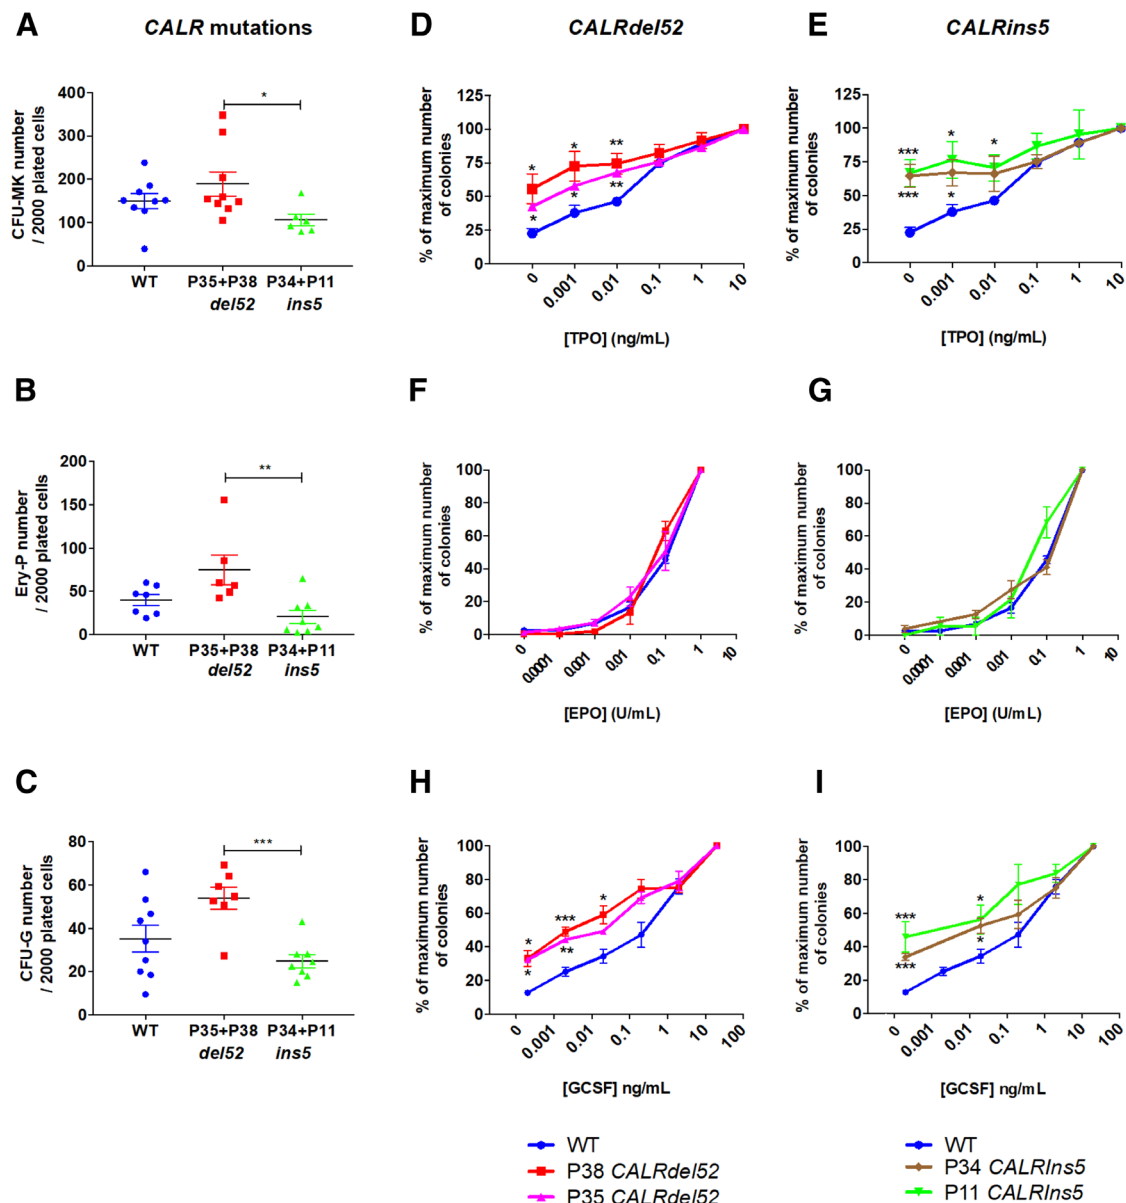 A
CALR mutations
CFU-MK number
/ 2000 plated cells
400
300
200
100
0
*
WT
P35+P38
del52
P34+P11
ins5
D
CALRdel52
% of maximum number
of colonies
125
100
75
50
25
0
* * **
* * **
0 0.001 0.01 0.1 1 10
[TPO] (ng/mL)
E
CALRins5
% of maximum number
of colonies
125
100
75
50
25
0
*** * *
*** *
0 0.001 0.01 0.1 1 10
[TPO] (ng/mL)
B
Ery-P number
/ 2000 plated cells
200
150
100
50
0
**
WT
P35+P38
del52
P34+P11
ins5
F
% of maximum number
of colonies
100
80
60
40
20
0
0 0.0001 0.001 0.01 0.1 1 10
[EPO] (U/mL)
G
% of maximum number
of colonies
100
80
60
40
20
0
0 0.0001 0.001 0.01 0.1 1 10
[EPO] (U/mL)
C
CFU-G number
/ 2000 plated cells
80
60
40
20
0
***
WT
P35+P38
del52
P34+P11
ins5
H
% of maximum number
of colonies
100
80
60
40
20
0
* *** *
* **
0 0.001 0.01 0.1 1 10 100
[GCSF] ng/mL
I
% of maximum number
of colonies
100
80
60
40
20
0
*** *
*** *
0 0.001 0.01 0.1 1 10 100
[GCSF] ng/mL
WT
P38 CALRdel52
P35 CALRdel52
WT
P34 CALRIns5
P11 CALRIns5